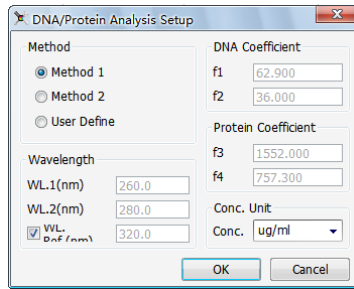 DNA/Protein Analysis Setup
Method
Method 1
Method 2
User Define
Wavelength
WL.1(nm) 260.0
WL.2(nm) 280.0
WL.
Ref.(nm) 320.0
DNA Coefficient
f1 62.900
f2 36.000
Protein Coefficient
f3 1552.000
f4 757.300
Conc. Unit
Conc. ug/ml
OK Cancel